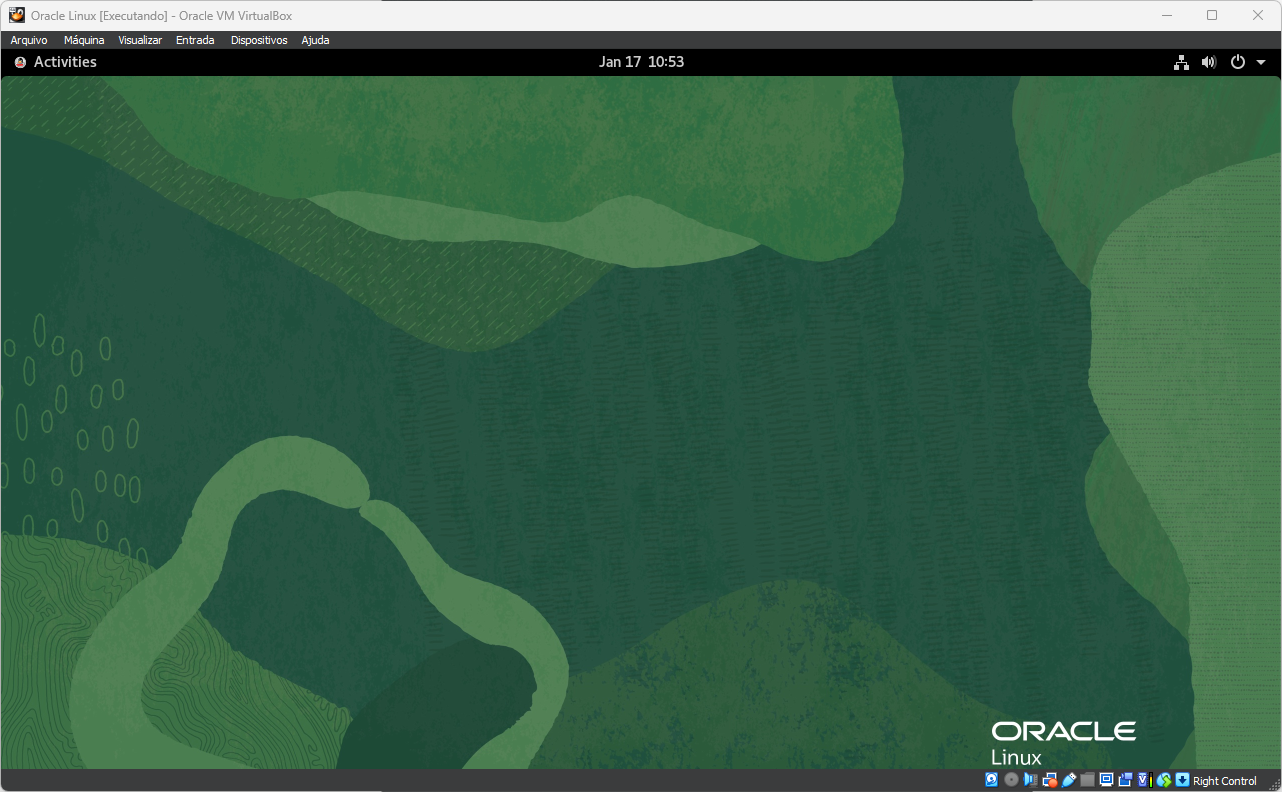 Oracle Linux [Executando] - Oracle VM VirtualBox
Arquivo Máquina Visualizar Entrada Dispositivos Ajuda
Activities Jan 17 10:53
ORACLE
Linux
Right Control